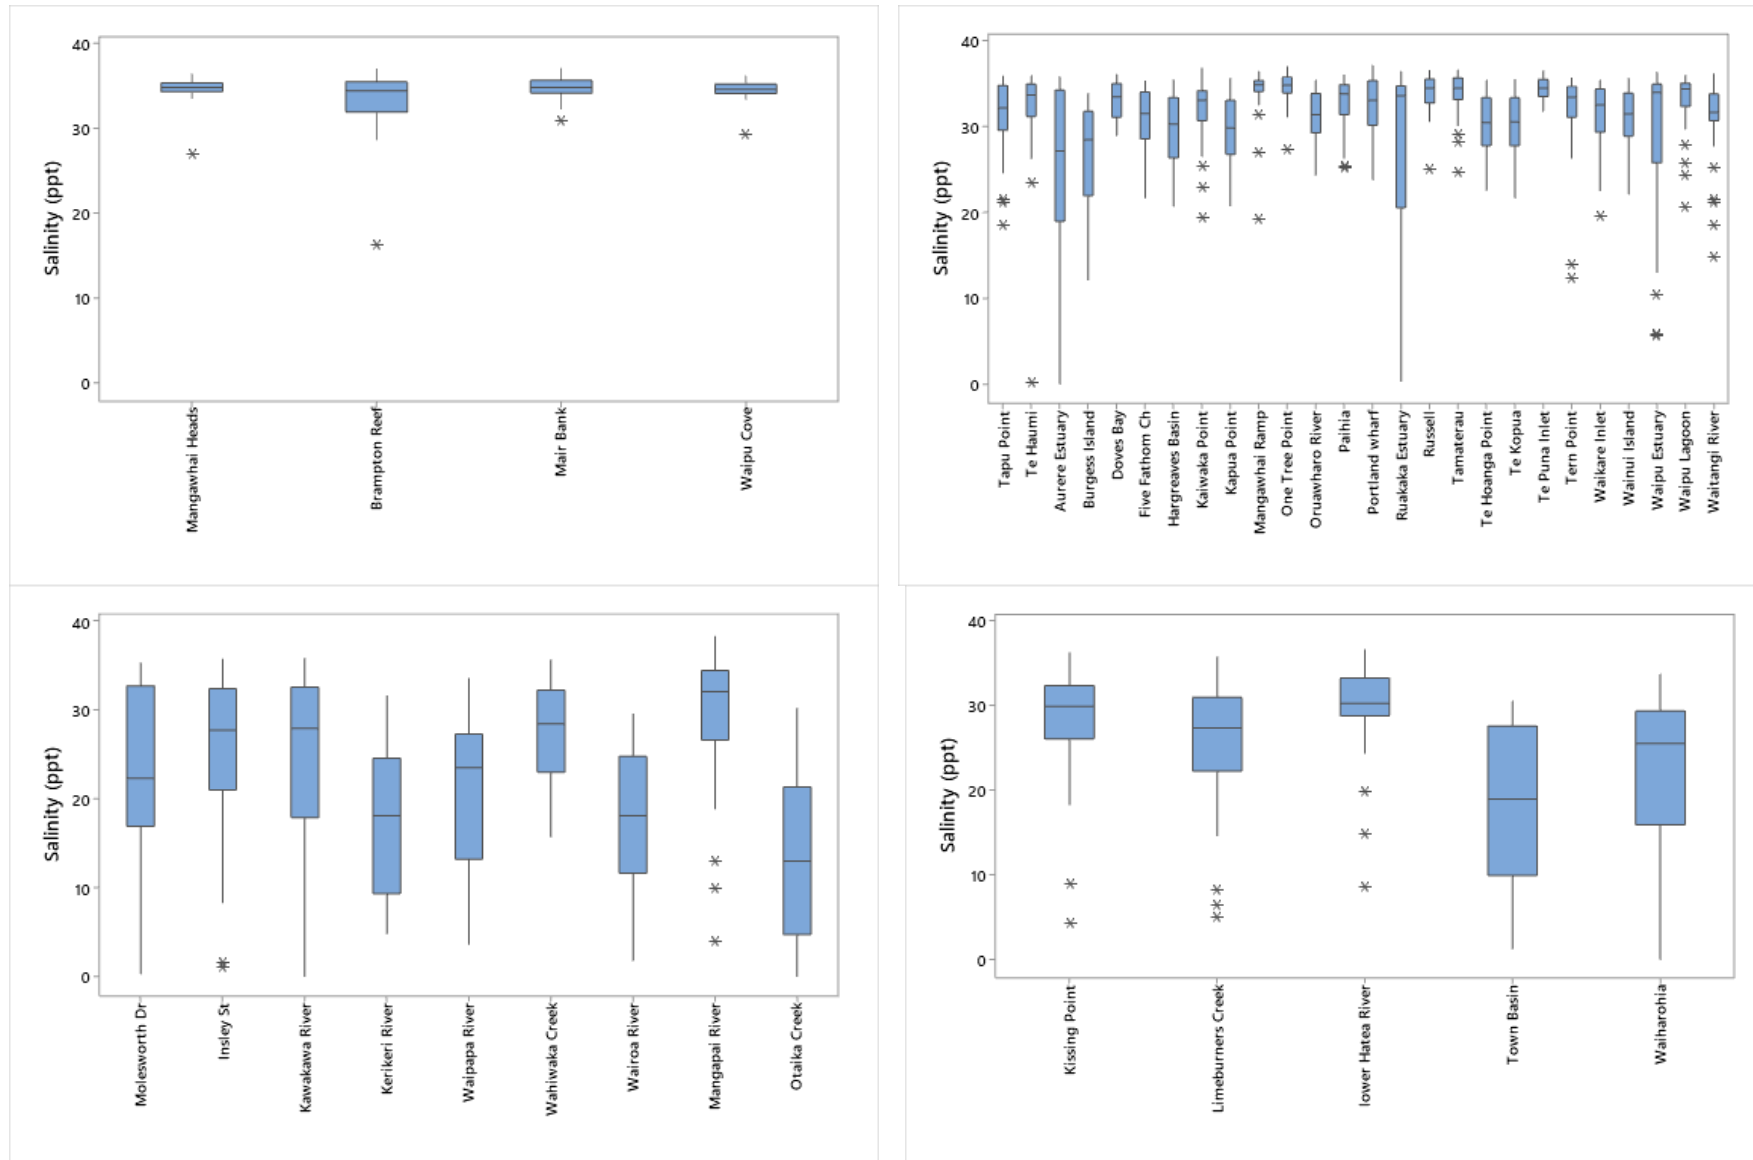 40
30
20
10
0
Salinity (ppt)
Mangawhai Heads
Brampton Reef
Mair Bank
Waipu Cove
40
30
20
10
0
Salinity (ppt)
Tapu Point
Te Haumi
Aurere Estuary
Burgess Island
Doves Bay
Five Fathom Ch
Hargreaves Basin
Kaiwaka Point
Kapua Point
Mangawhai Ramp
One Tree Point
Oruawharo River
Paihia
Portland wharf
Ruakaka Estuary
Russell
Tamaterau
Te Hoanga Point
Te Kopua
Te Puna Inlet
Tern Point
Waikare Inlet
Wainui Island
Waipu Estuary
Waipu Lagoon
Waitangi River
40
30
20
10
0
Salinity (ppt)
Molesworth Dr
Insley St
Kawakawa River
Kerikeri River
Waipapa River
Wahiwaka Creek
Wairoa River
Mangapai River
Otaika Creek
40
30
20
10
0
Salinity (ppt)
Kissing Point
Limeburners Creek
lower Hatea River
Town Basin
Waiharohia